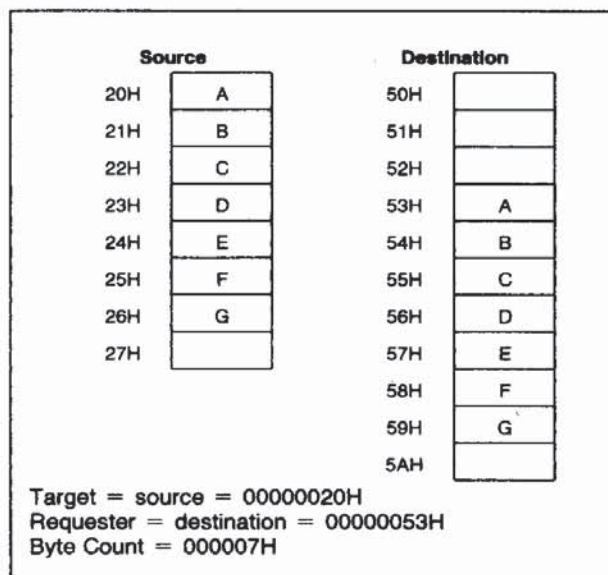 Source Destination
20H A 50H
21H B 51H
22H C 52H
23H D 53H A
24H E 54H B
25H F 55H C
26H G 56H D
27H 57H E
58H F
59H G
5AH
Target = source = 00000020H
Requester = destination = 00000053H
Byte Count = 000007H